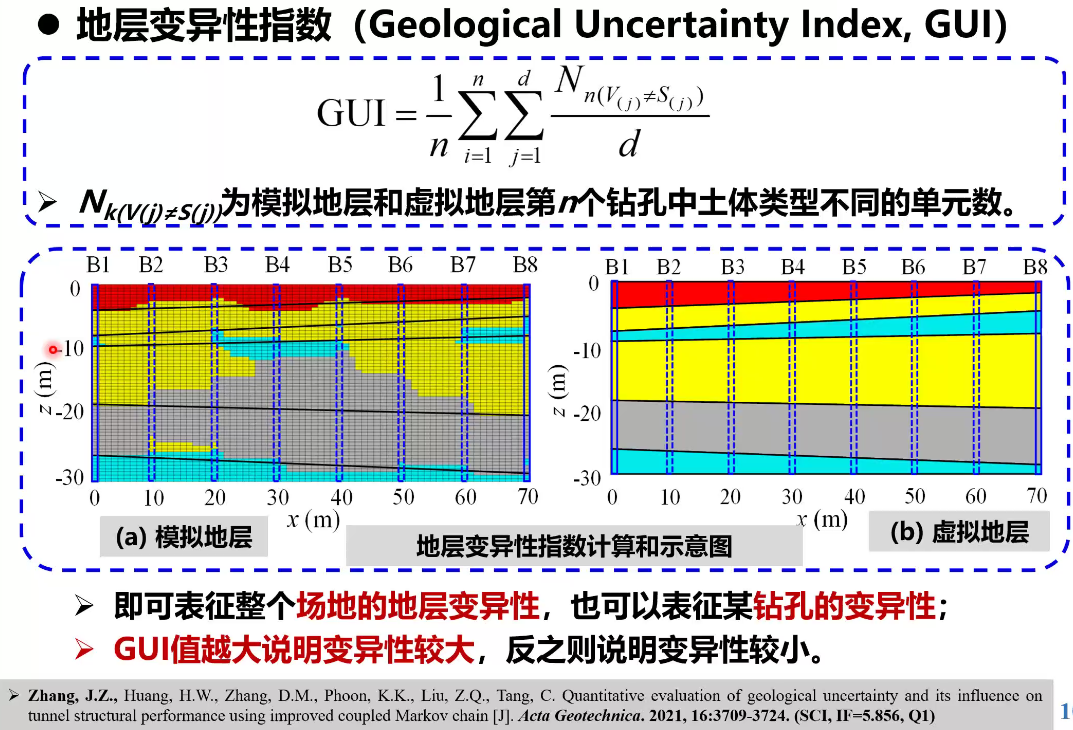 ● 地层变异性指数（Geological Uncertainty Index, GUI）
GUI = \frac{1}{n} \sum_{i=1}^{n} \sum_{j=1}^{d} \frac{N_{n(V_{(j)} \neq S_{(j)})}}{d}
➢ N_{k(V(j)≠S(j))}为模拟地层和虚拟地层第n个钻孔中土体类型不同的单元数。
B1 B2 B3 B4 B5 B6 B7 B8
0
-10
-20
-30
z (m)
0 10 20 30 40 50 60 70
x (m)
(a) 模拟地层
B1 B2 B3 B4 B5 B6 B7 B8
0
-10
-20
-30
z (m)
0 10 20 30 40 50 60 70
x (m)
(b) 虚拟地层
地层变异性指数计算和示意图
➢ 即可表征整个场地的地层变异性，也可以表征某钻孔的变异性；
➢ GUI值越大说明变异性较大，反之则说明变异性较小。
➢ Zhang, J.Z., Huang, H.W., Zhang, D.M., Phoon, K.K., Liu, Z.Q., Tang, C. Quantitative evaluation of geological uncertainty and its influence on
tunnel structural performance using improved coupled Markov chain [J]. Acta Geotechnica. 2021, 16:3709-3724. (SCI, IF=5.856, Q1)